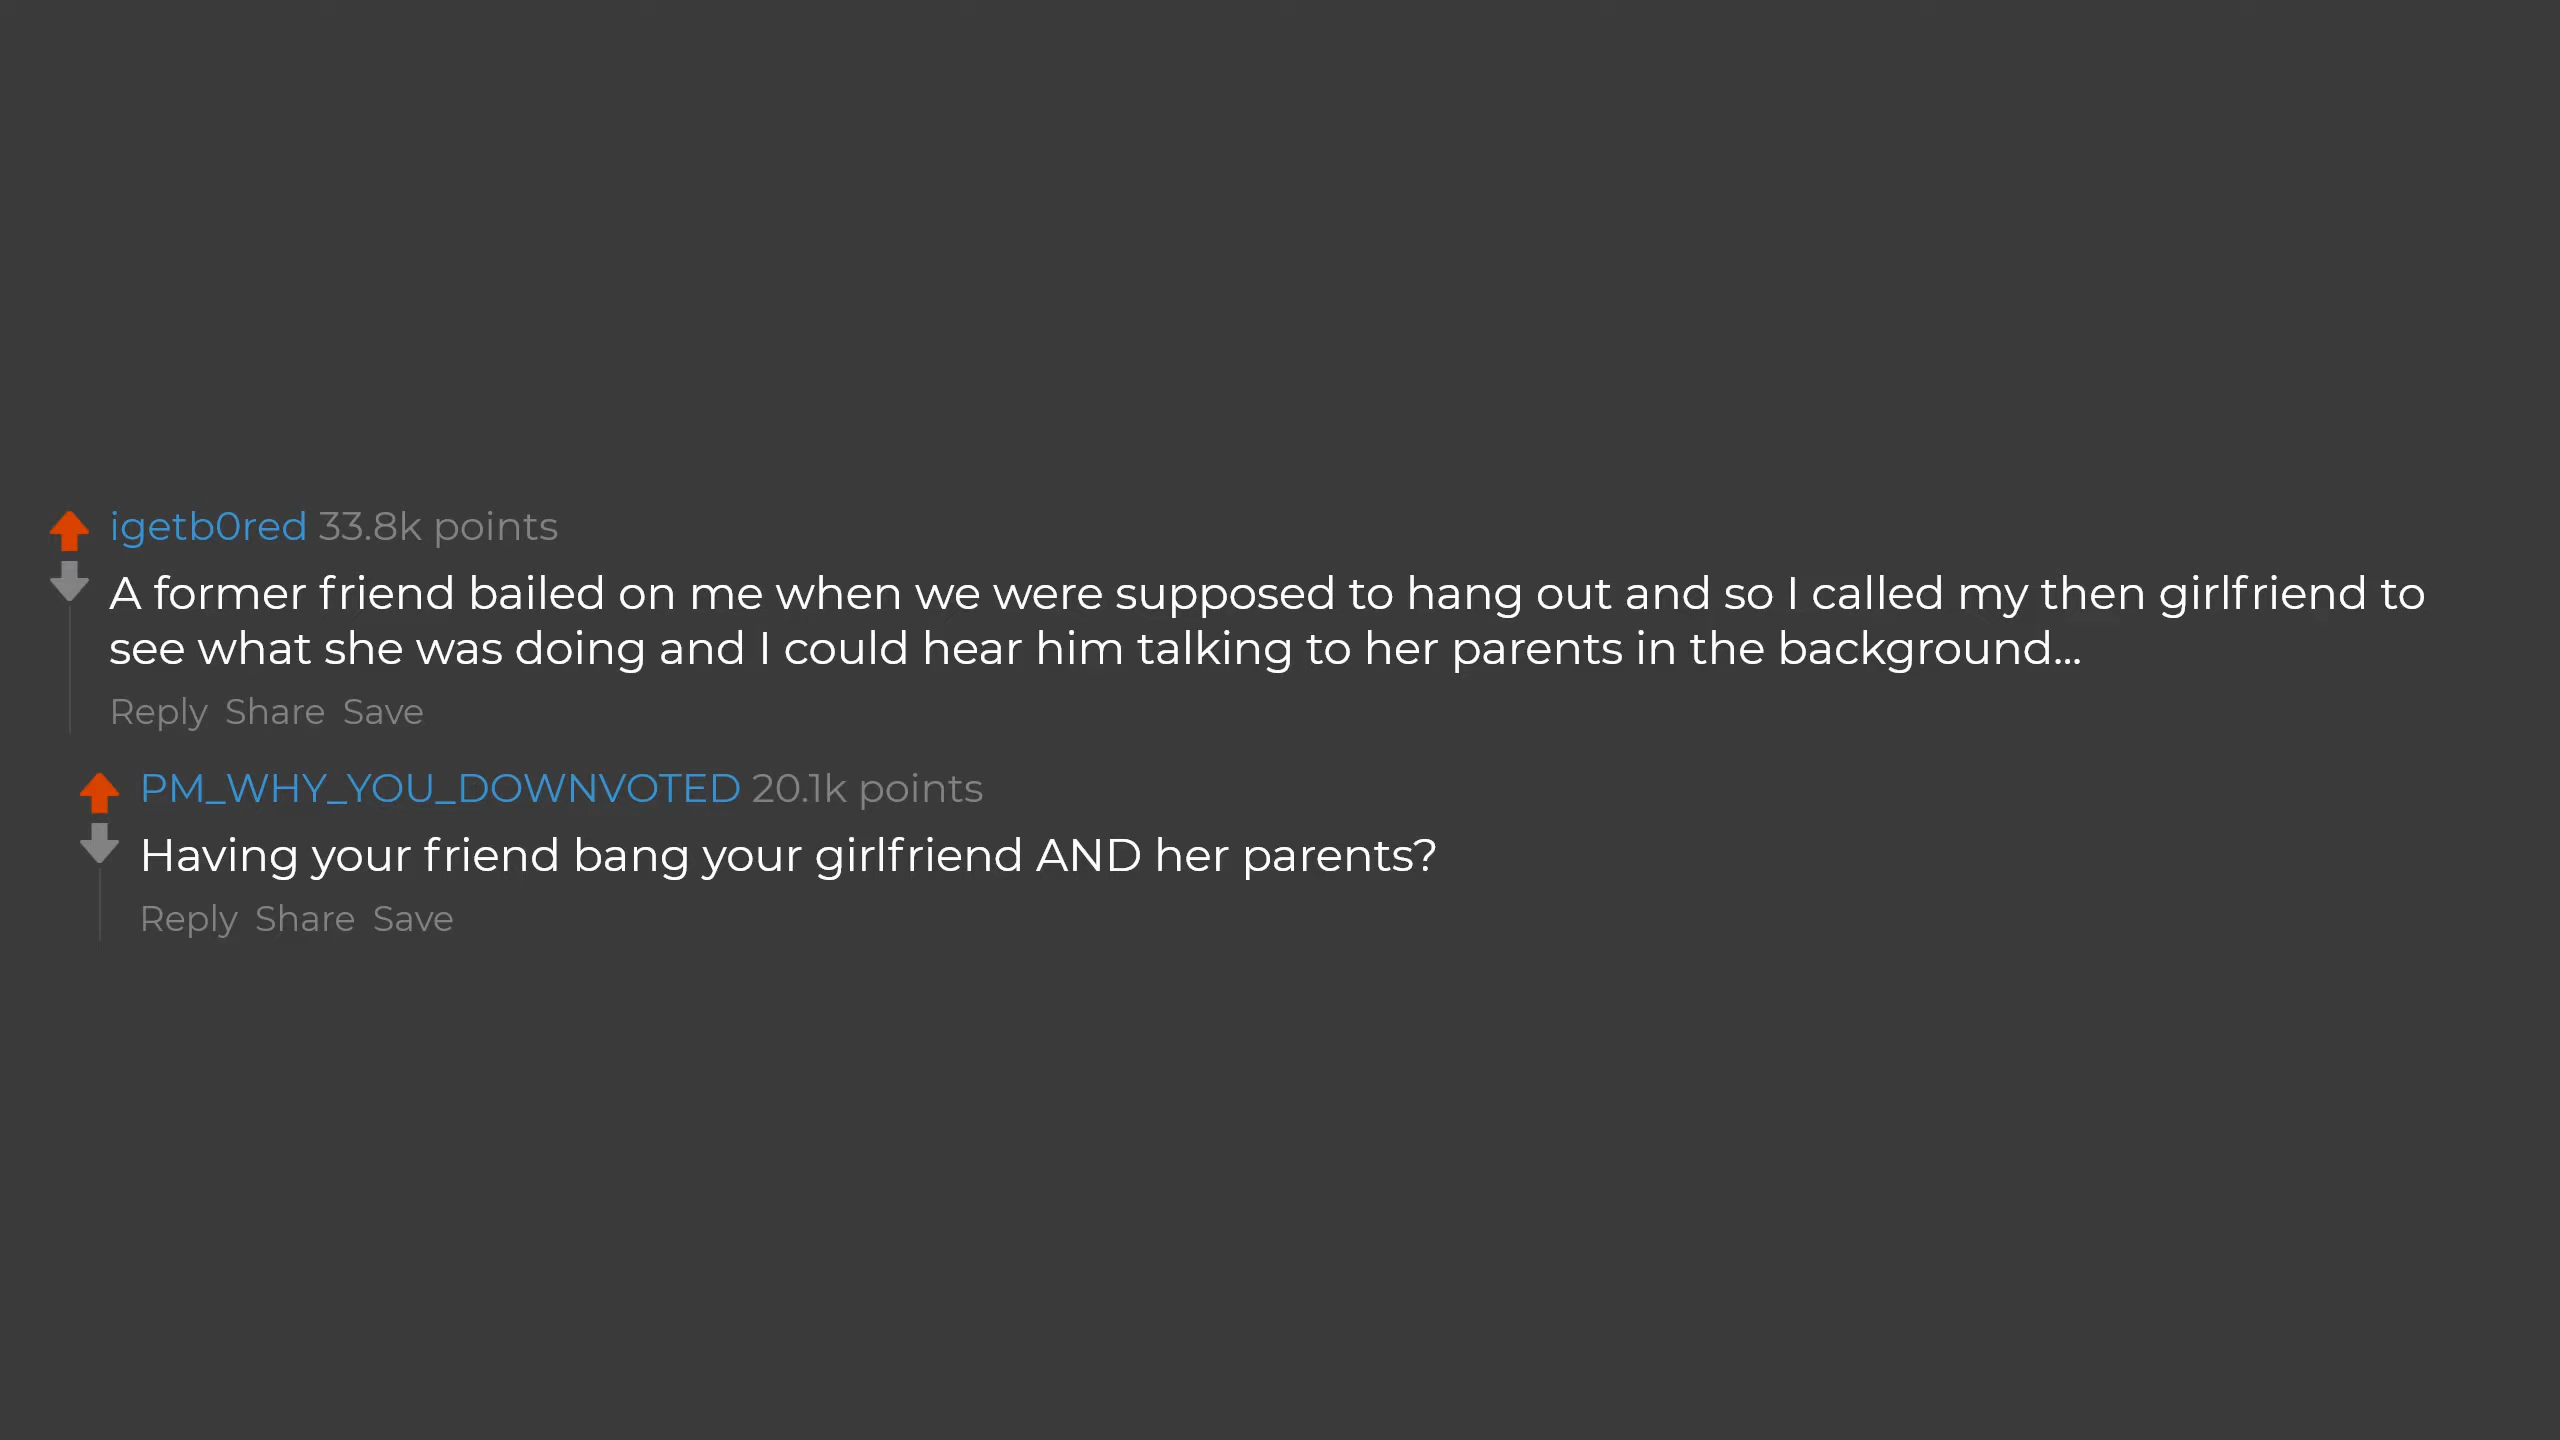 igetb0red 33.8k points
A former friend bailed on me when we were supposed to hang out and so I called my then girlfriend to
see what she was doing and I could hear him talking to her parents in the background...
Reply Share Save
PM_WHY_YOU_DOWNVOTED 20.1k points
Having your friend bang your girlfriend AND her parents?
Reply Share Save